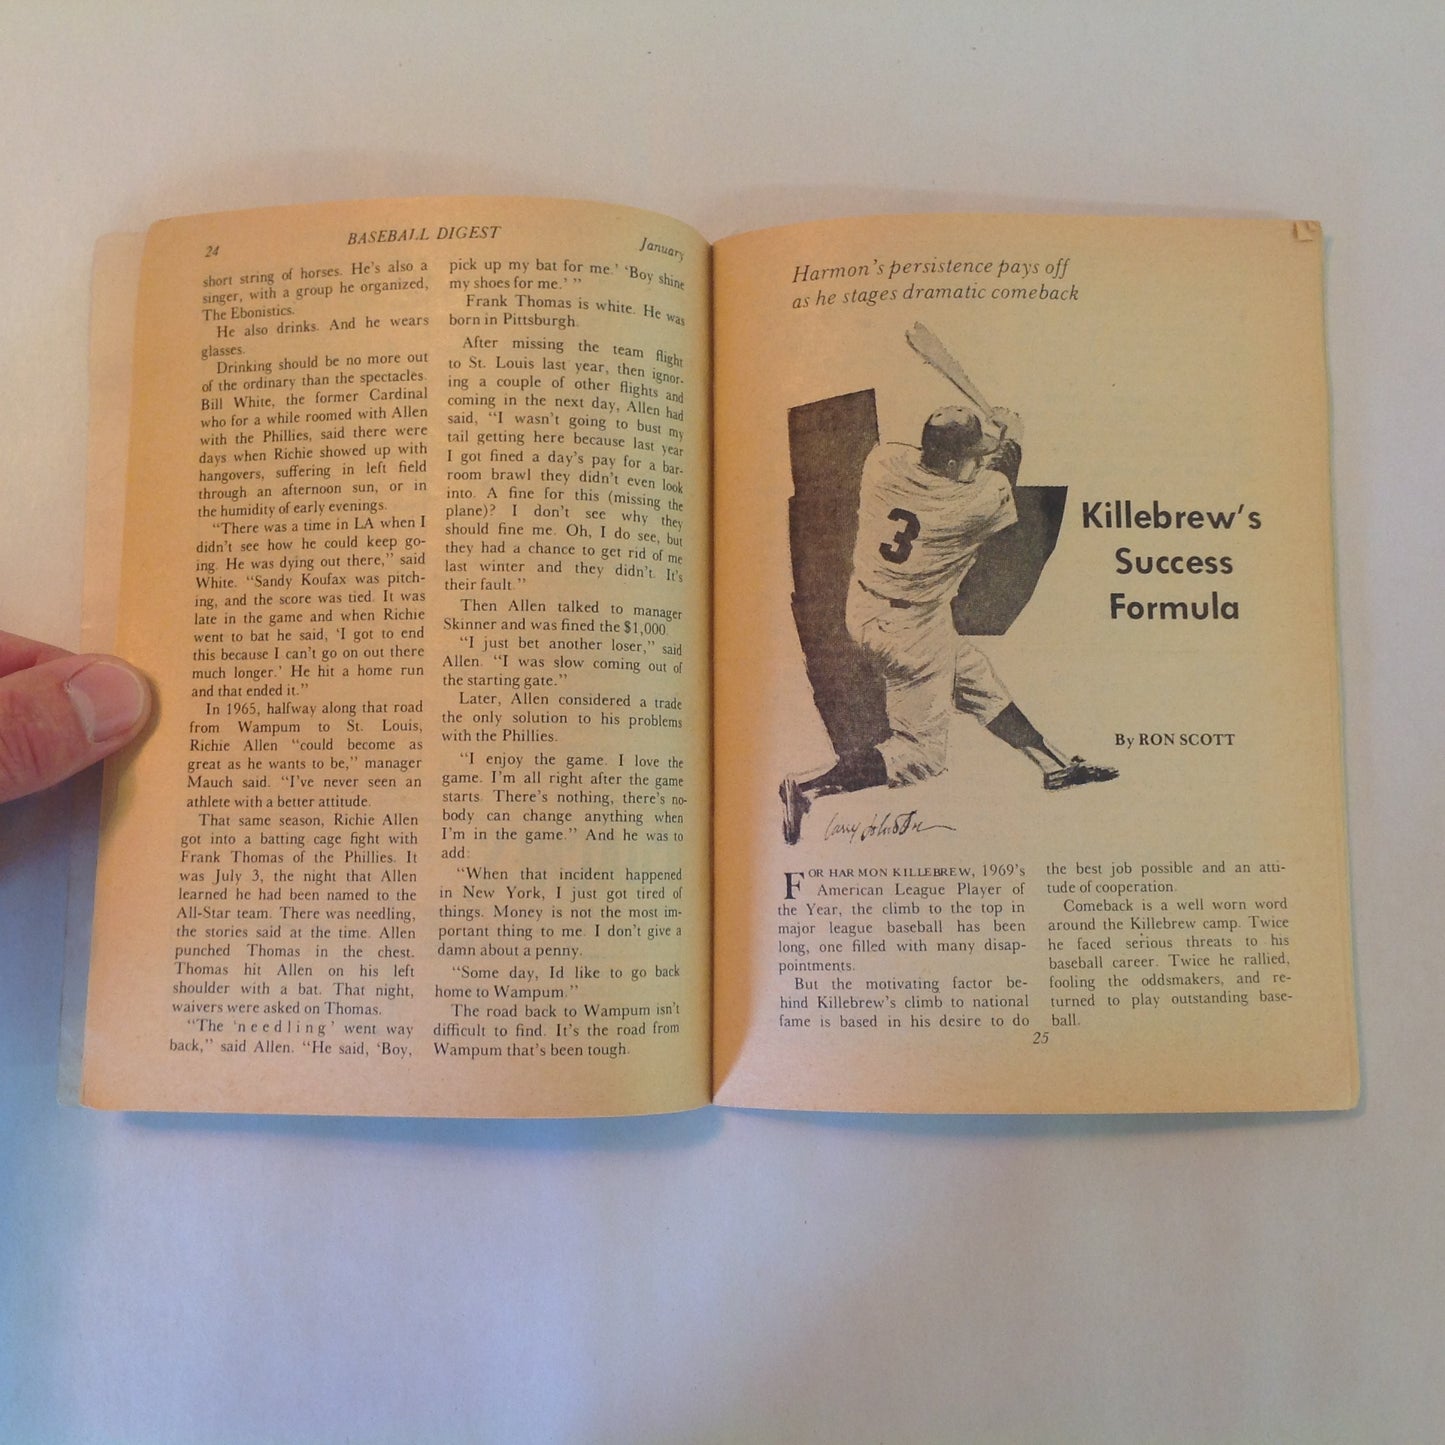 24
BASEBALL DIGEST
January
short string of horses. He's also a
singer, with a group he organized,
The Ebonistics.
He also drinks. And he wears
glasses.
Drinking should be no more out
of the ordinary than the spectacles.
Bill White, the former Cardinal
who for a while roomed with Allen
with the Phillies, said there were
days when Richie showed up with
hangovers, suffering in left field
through an afternoon sun, or in
the humidity of early evenings.
"There was a time in LA when I
didn't see how he could keep go-
ing. He was dying out there," said
White. "Sandy Koufax was pitch-
ing, and the score was tied. It was
late in the game and when Richie
went to bat he said, 'I got to end
this because I can't go on out there
much longer.' He hit a home run
and that ended it."
In 1965, halfway along that road
from Wampum to St. Louis,
Richie Allen "could become as
great as he wants to be," manager
Mauch said. "I've never seen an
athlete with a better attitude.
That same season, Richie Allen
got into a batting cage fight with
Frank Thomas of the Phillies. It
was July 3, the night that Allen
learned he had been named to the
All-Star team. There was needling,
the stories said at the time. Allen
punched Thomas in the chest.
Thomas hit Allen on his left
shoulder with a bat. That night,
waivers were asked on Thomas.
"The 'needling' went way
back," said Allen. "He said, 'Boy,
pick up my bat for me.' 'Boy shine
my shoes for me.' "
Frank Thomas is white. He was
born in Pittsburgh.
After missing the team flight
to St. Louis last year, then ignor-
ing a couple of other flights and
coming in the next day, Allen had
said, "I wasn't going to bust my
tail getting here because last year
I got fined a day's pay for a bar-
room brawl they didn't even look
into. A fine for this (missing the
plane)? I don't see why they
should fine me. Oh, I do see, but
they had a chance to get rid of me
last winter and they didn't. It's
their fault."
Then Allen talked to manager
Skinner and was fined the $1,000.
"I just bet another loser," said
Allen. "I was slow coming out of
the starting gate."
Later, Allen considered a trade
the only solution to his problems
with the Phillies.
"I enjoy the game. I love the
game. I'm all right after the game
starts. There's nothing, there's no-
body can change anything when
I'm in the game." And he was to
add:
"When that incident happened
in New York, I just got tired of
things. Money is not the most im-
portant thing to me. I don't give a
damn about a penny.
"Some day, Id like to go back
home to Wampum."
The road back to Wampum isn't
difficult to find. It's the road from
Wampum that's been tough.
Harmon's persistence pays off
as he stages dramatic comeback
3
Killebrew's
Success
Formula
By RON SCOTT
FOR HARMON KILLEBREW, 1969's
American League Player of
the Year, the climb to the top in
major league baseball has been
long, one filled with many disap-
pointments.
But the motivating factor be-
hind Killebrew's climb to national
fame is based in his desire to do
the best job possible and an atti-
tude of cooperation.
Comeback is a well worn word
around the Killebrew camp. Twice
he faced serious threats to his
baseball career. Twice he rallied,
fooling the oddsmakers, and re-
turned to play outstanding base-
ball.
25